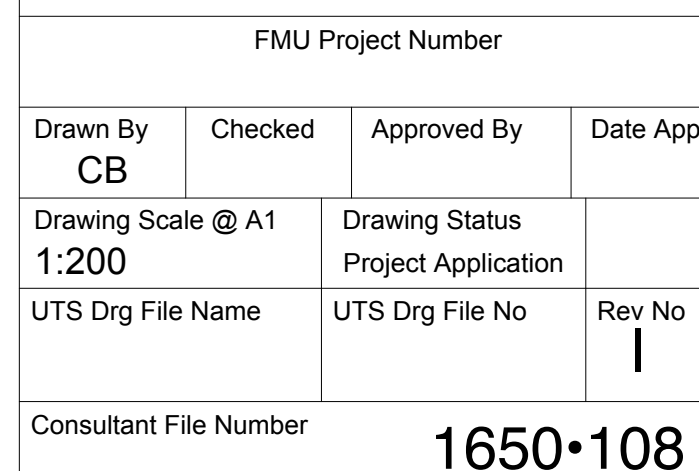 FMU Project Number
Drawn By Checked Approved By Date App
CB
Drawing Scale @ A1 Drawing Status
1:200 Project Application
UTS Drg File Name UTS Drg File No Rev No
I
Consultant File Number 1650•108